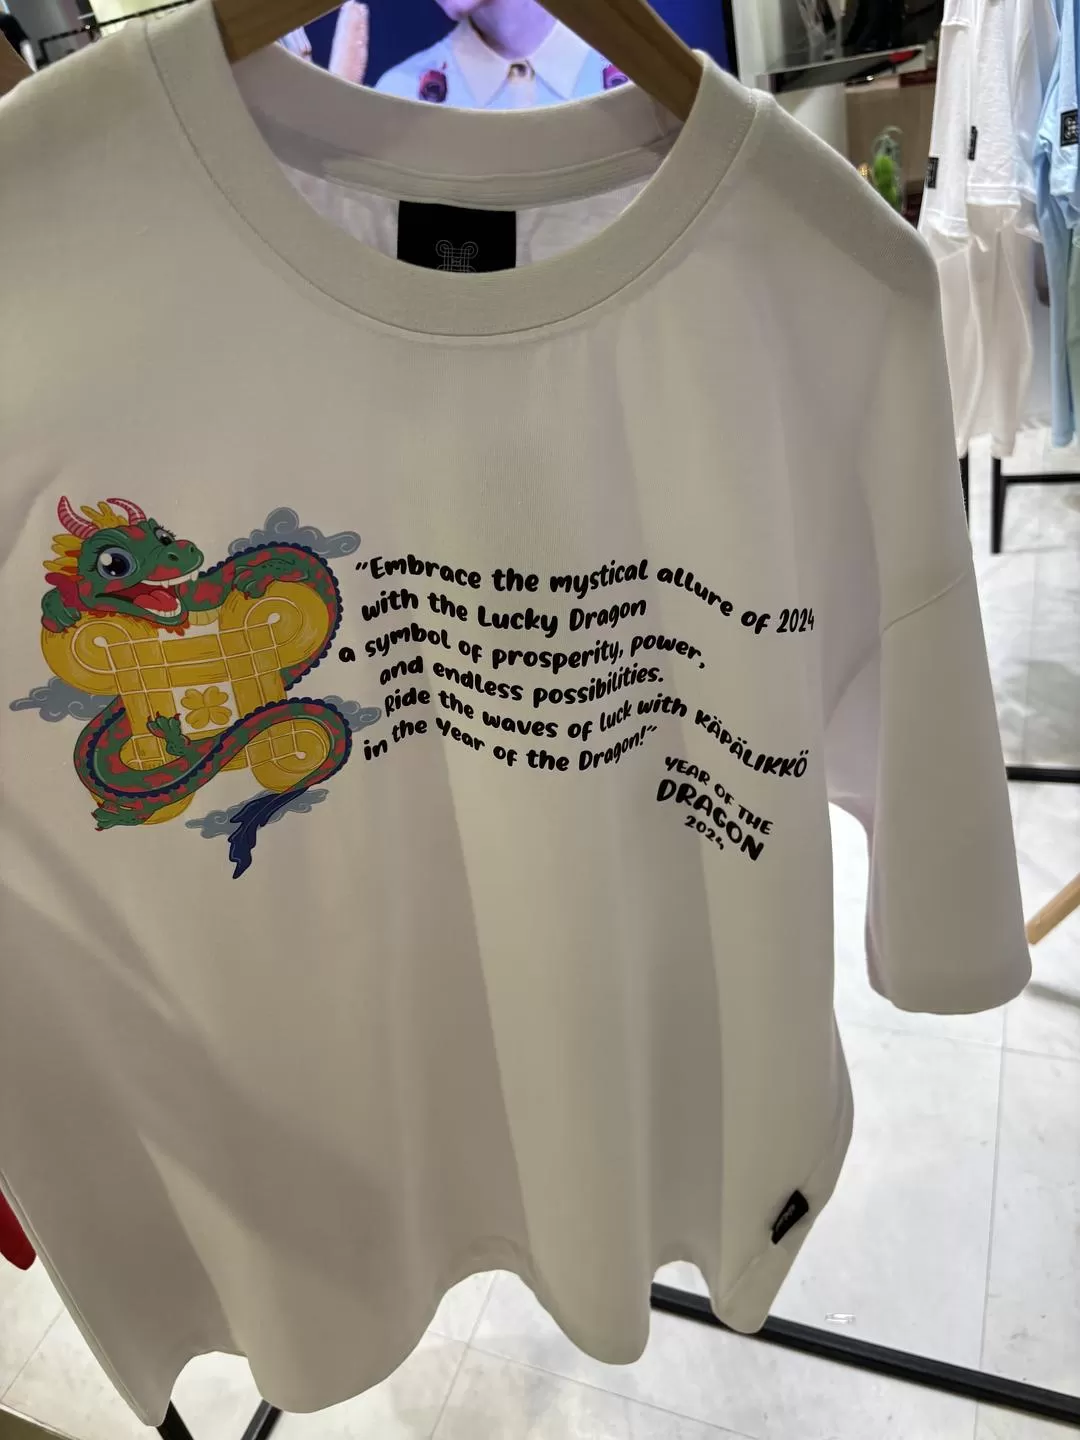 "Embrace the mystical allure of 2024
with the Lucky Dragon
a symbol of prosperity, power,
and endless possibilities.
Ride the waves of luck with KÄPÄLIKKÖ
in the Year of the Dragon!"
YEAR OF THE
DRAGON
2024